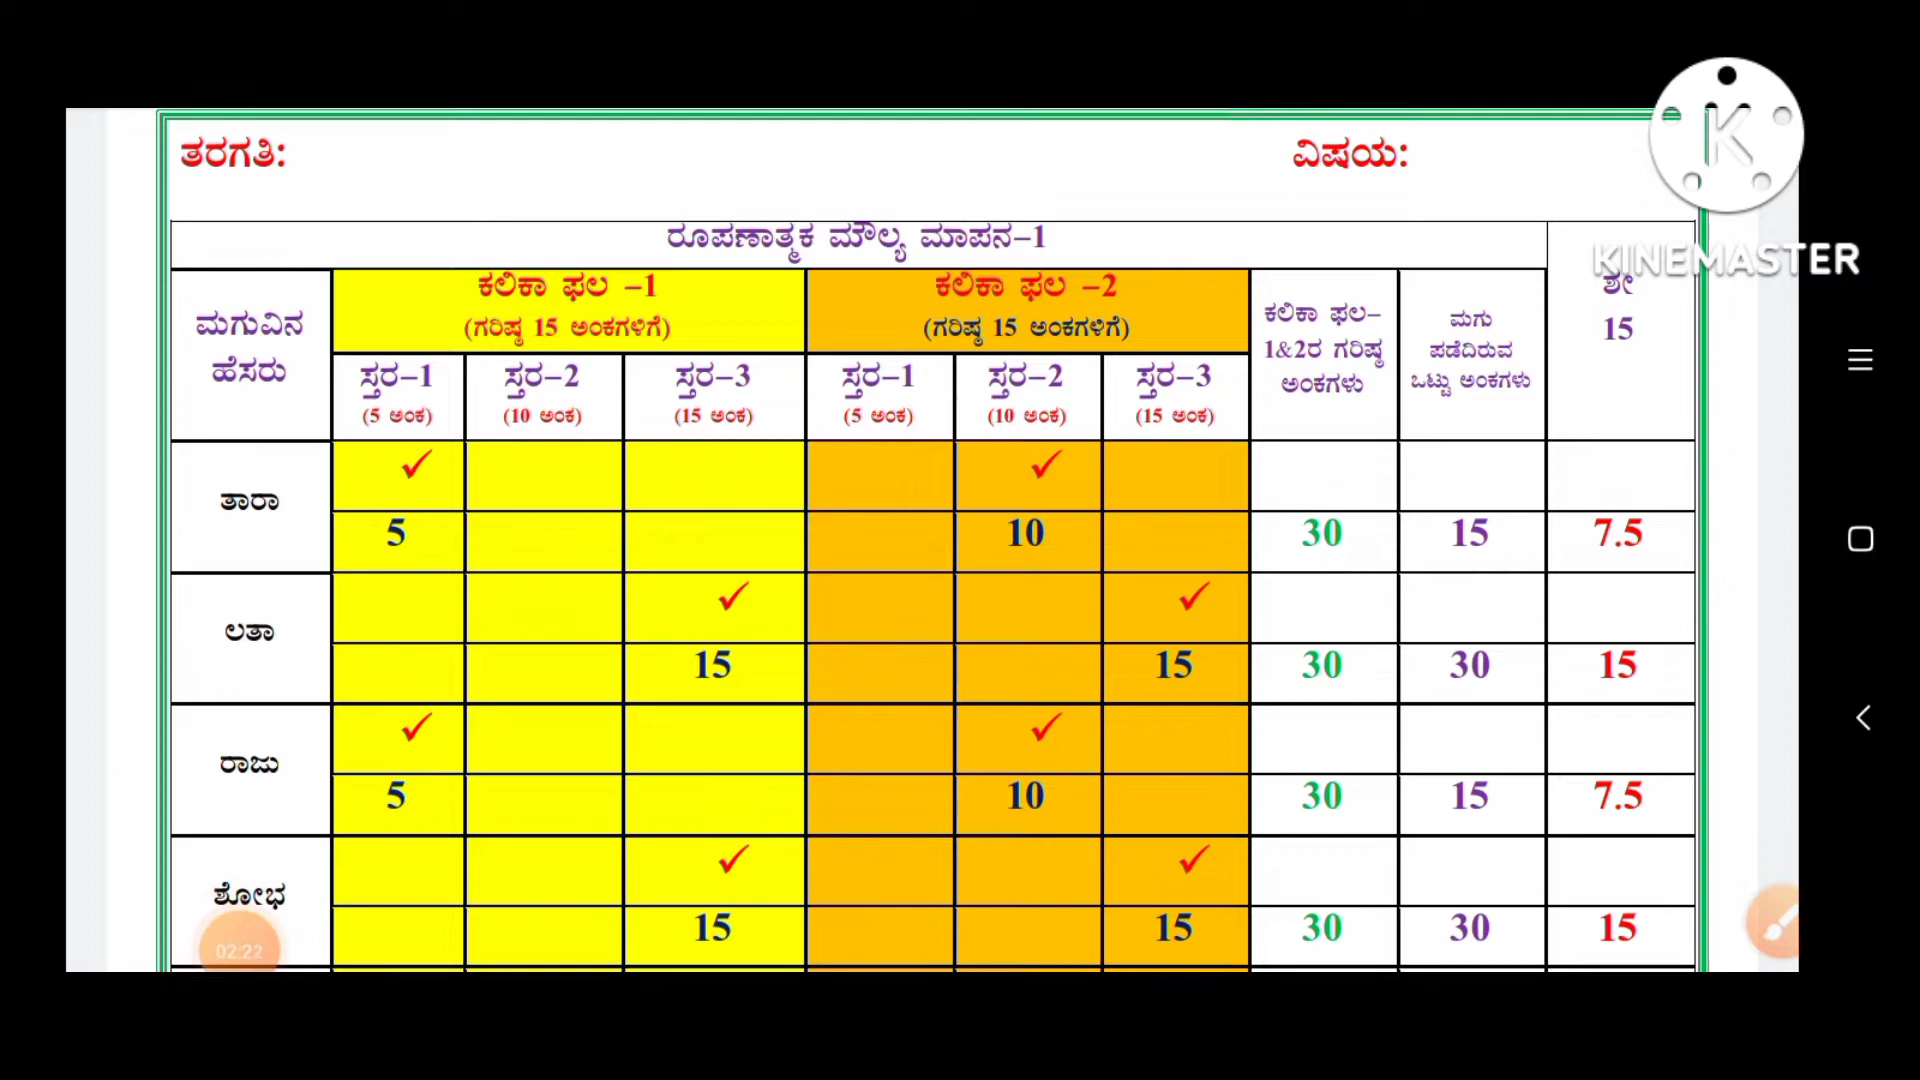 ತರಗತಿ: ವಿಷಯ:
ರೂಪಣಾತ್ಮಕ ಮೌಲ್ಯ ಮಾಪನ-1
ಶೇ 15
ಮಗುವಿನ ಹೆಸರು
ಕಲಿಕಾ ಫಲ -1
(ಗರಿಷ್ಠ 15 ಅಂಕಗಳಿಗೆ)
ಕಲಿಕಾ ಫಲ -2
(ಗರಿಷ್ಠ 15 ಅಂಕಗಳಿಗೆ)
ಕಲಿಕಾ ಫಲ-
1&2ರ ಗರಿಷ್ಠ
ಅಂಕಗಳು
ಮಗು
ಪಡೆದಿರುವ
ಒಟ್ಟು ಅಂಕಗಳು
ಸ್ತರ-1 ಸ್ತರ-2 ಸ್ತರ-3 ಸ್ತರ-1 ಸ್ತರ-2 ಸ್ತರ-3
(5 ಅಂಕ) (10 ಅಂಕ) (15 ಅಂಕ) (5 ಅಂಕ) (10 ಅಂಕ) (15 ಅಂಕ)
✓ ✓
ತಾರಾ 5 10 30 15 7.5
✓ ✓
ಲತಾ 15 15 30 30 15
✓ ✓
ರಾಜು 5 10 30 15 7.5
✓ ✓
ಶೋಭ 15 15 30 30 15
02:22
KINEMASTER